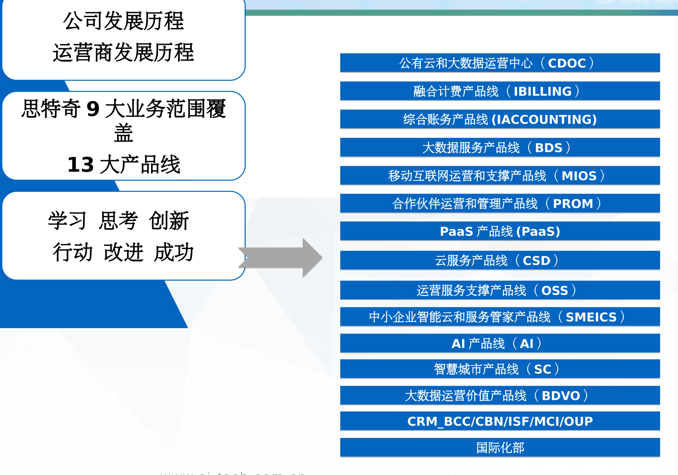 公司发展历程
运营商发展历程
思特奇 9 大业务范围覆
盖
13 大产品线
学习 思考 创新
行动 改进 成功
公有云和大数据运营中心（ CDOC ）
融合计费产品线（ IBILLING ）
综合账务产品线 (IACCOUNTING)
大数据服务产品线（ BDS ）
移动互联网运营和支撑产品线（ MIOS ）
合作伙伴运营和管理产品线（ PROM ）
PaaS 产品线 (PaaS)
云服务产品线（ CSD ）
运营服务支撑产品线（ OSS ）
中小企业智能云和服务管家产品线（ SMEICS ）
AI 产品线（ AI ）
智慧城市产品线（ SC ）
大数据运营价值产品线（ BDVO ）
CRM_BCC/CBN/ISF/MCI/OUP
国际化部